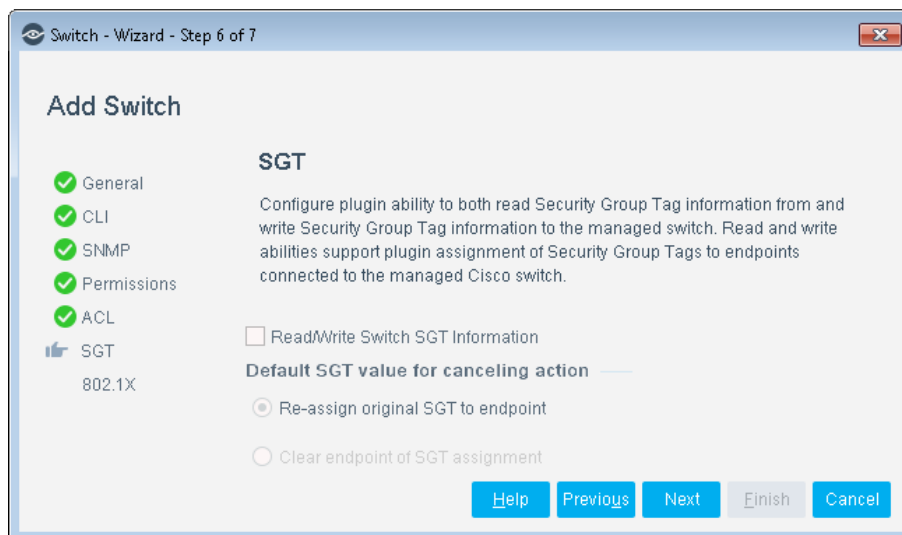 Switch - Wizard - Step 6 of 7
Add Switch
General
CLI
SNMP
Permissions
ACL
SGT
802.1X
SGT
Configure plugin ability to both read Security Group Tag information from and
write Security Group Tag information to the managed switch. Read and write
abilities support plugin assignment of Security Group Tags to endpoints
connected to the managed Cisco switch.
Read/Write Switch SGT Information
Default SGT value for canceling action
Re-assign original SGT to endpoint
Clear endpoint of SGT assignment
Help Previous Next Finish Cancel